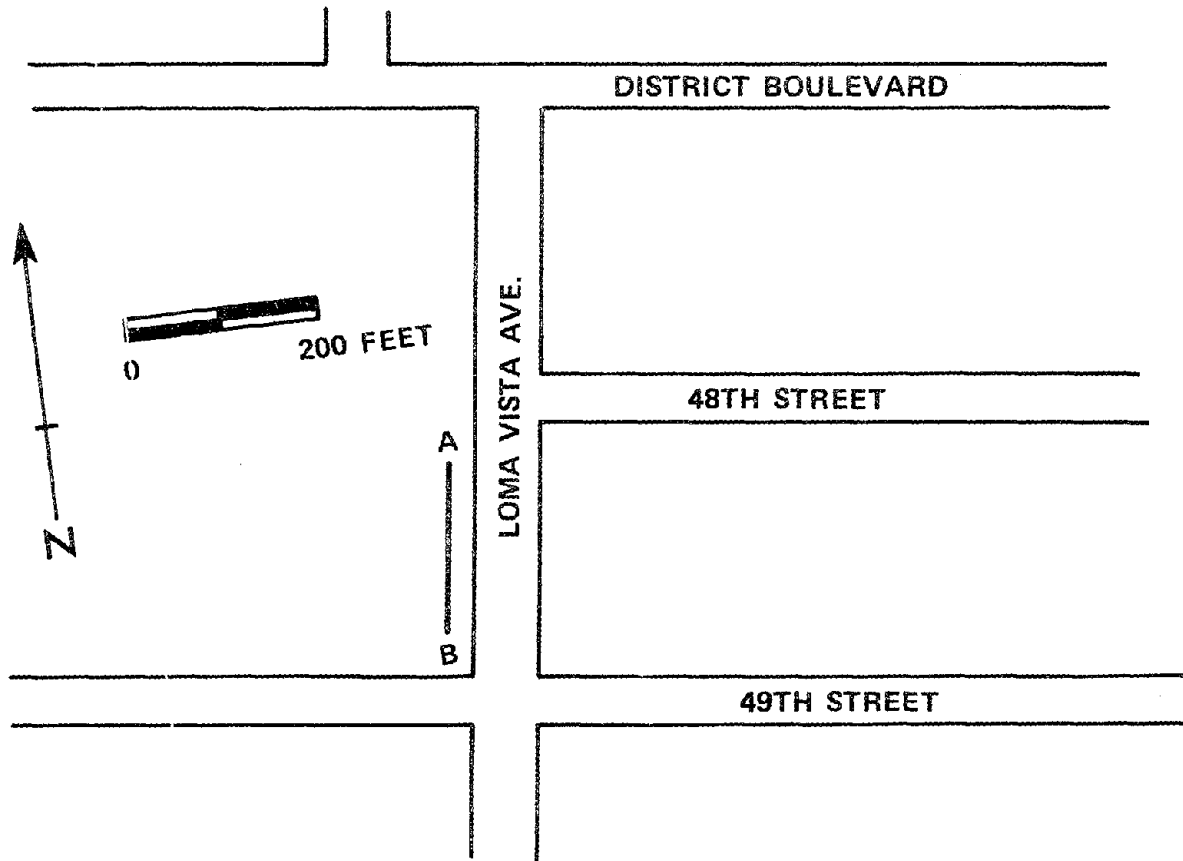 DISTRICT BOULEVARD
200 FEET
0
LOMA VISTA AVE.
48TH STREET
A
N
B
49TH STREET